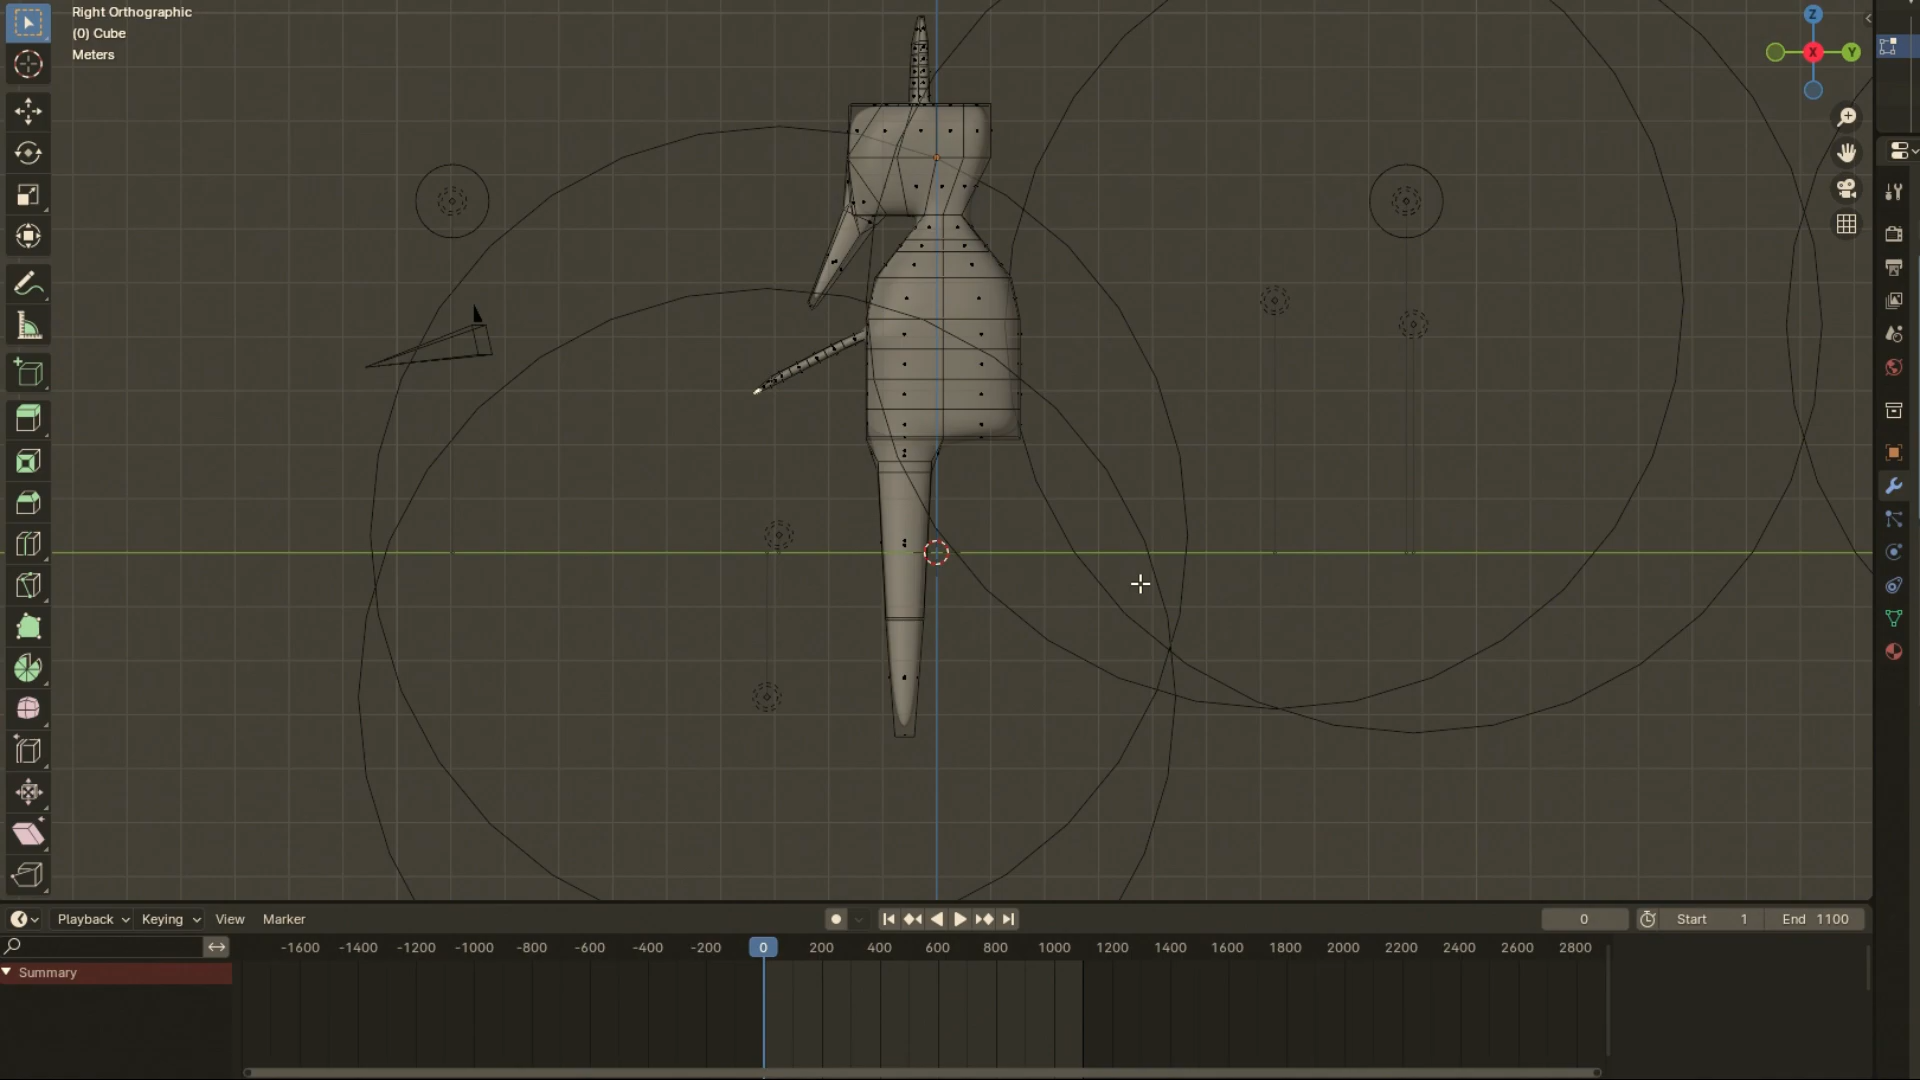 Right Orthographic
(0) Cube
Meters
Z
X
Y
Playback
Keying
View
Marker
0
Start 1
End 1100
-1600 -1400 -1200 -1000 -800 -600 -400 -200 0 200 400 600 800 1000 1200 1400 1600 1800 2000 2200 2400 2600 2800
Summary